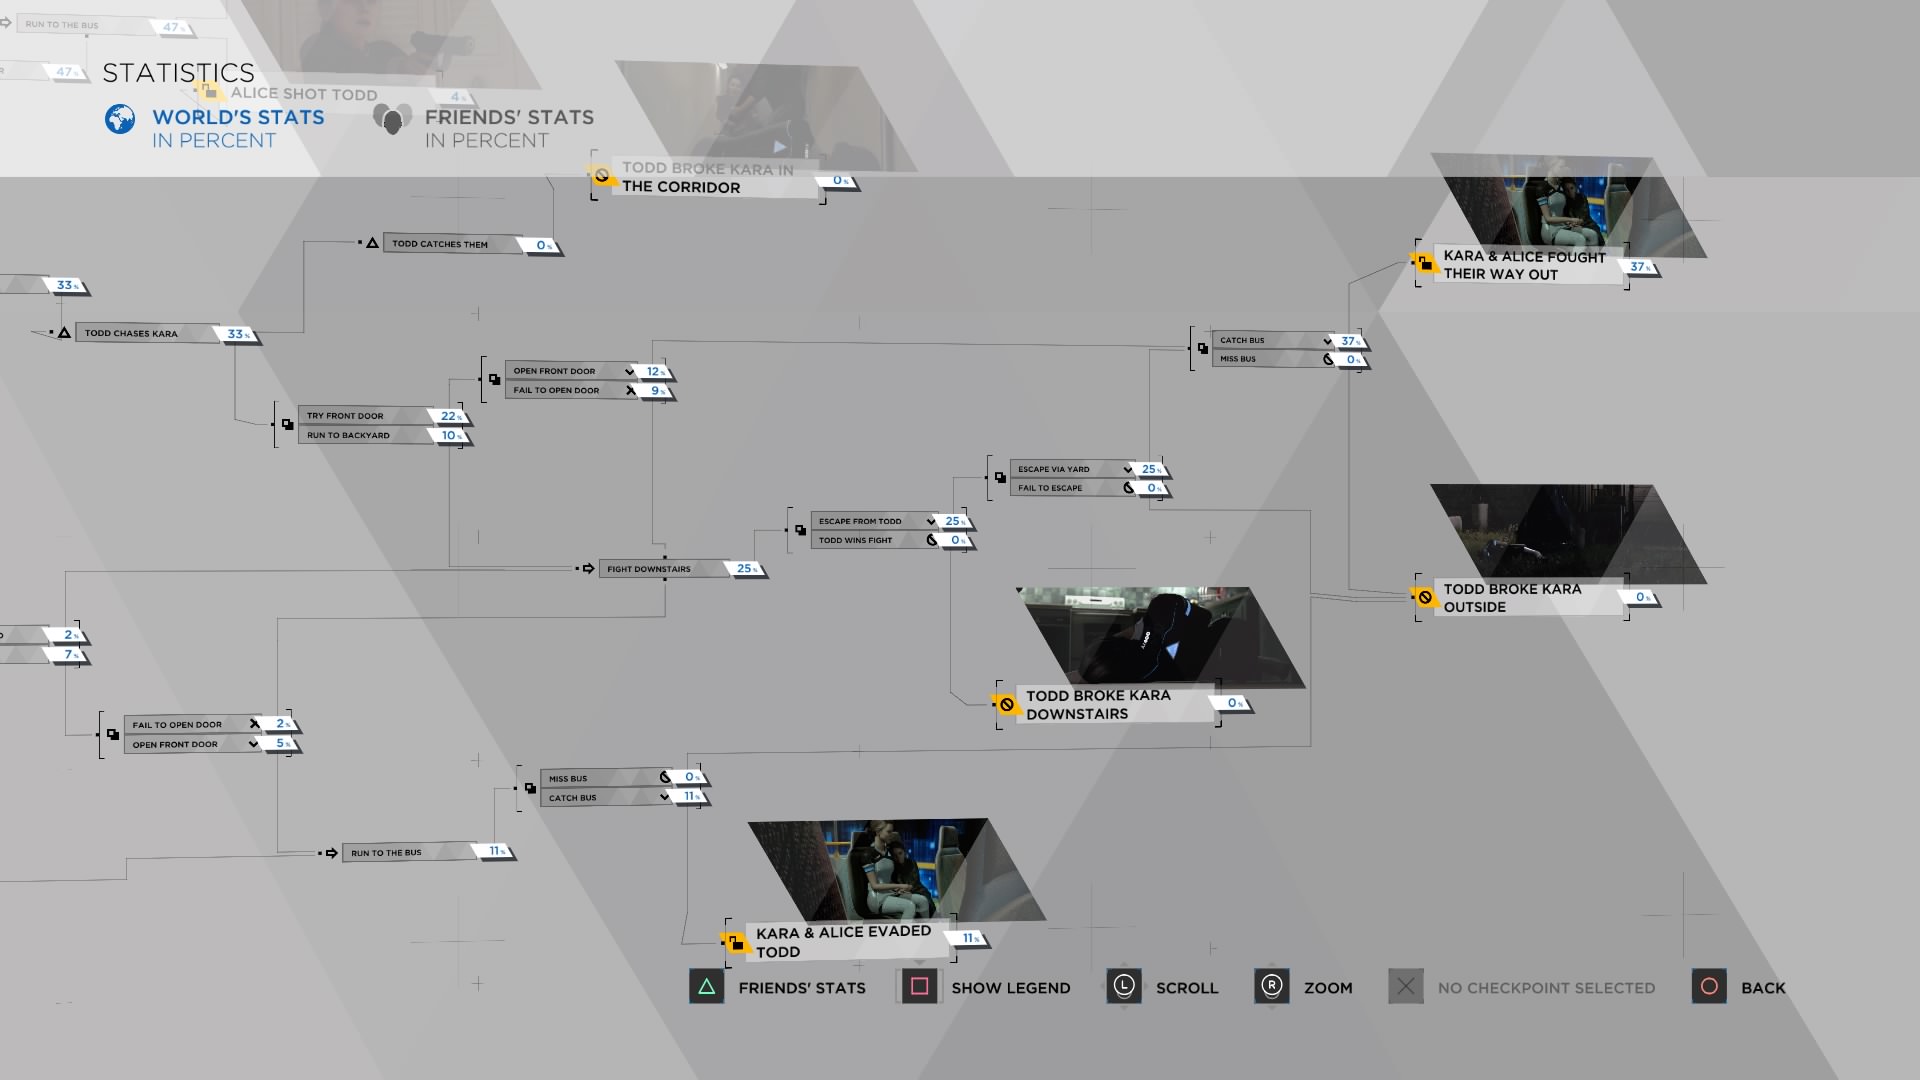 RUN TO THE BUS
47%
47%
STATISTICS
WORLD'S STATS
IN PERCENT
FRIENDS' STATS
IN PERCENT
ALICE SHOT TODD
4%
TODD BROKE KARA IN
THE CORRIDOR
0%
TODD CATCHES THEM
0%
KARA & ALICE FOUGHT
THEIR WAY OUT
37%
33%
TODD CHASES KARA
33%
CATCH BUS
37%
MISS BUS
0%
OPEN FRONT DOOR
12%
FAIL TO OPEN DOOR
9%
TRY FRONT DOOR
22%
RUN TO BACKYARD
10%
ESCAPE VIA YARD
25%
FAIL TO ESCAPE
0%
ESCAPE FROM TODD
25%
TODD WINS FIGHT
0%
FIGHT DOWNSTAIRS
25%
TODD BROKE KARA
OUTSIDE
0%
2%
7%
TODD BROKE KARA
DOWNSTAIRS
0%
FAIL TO OPEN DOOR
2%
OPEN FRONT DOOR
5%
MISS BUS
0%
CATCH BUS
11%
RUN TO THE BUS
11%
KARA & ALICE EVADED
TODD
11%
FRIENDS' STATS
SHOW LEGEND
L
SCROLL
R
ZOOM
NO CHECKPOINT SELECTED
BACK